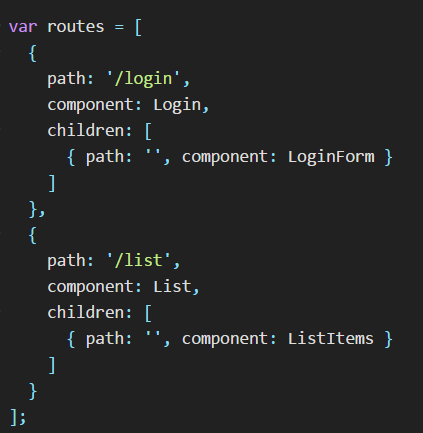 var routes = [
  {
    path: '/login',
    component: Login,
    children: [
      { path: '', component: LoginForm }
    ]
  },
  {
    path: '/list',
    component: List,
    children: [
      { path: '', component: ListItems }
    ]
  }
];